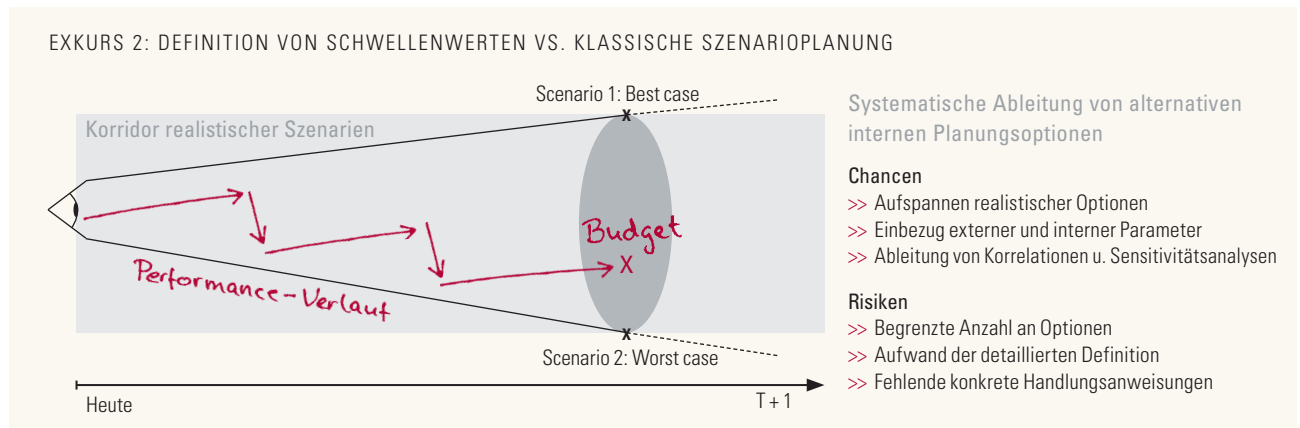 EXKURS 2: DEFINITION VON SCHWELLENWERTEN VS. KLASSISCHE SZENARIOPLANUNG
Scenario 1: Best case
Korridor realistischer Szenarien
Budget
X
Performance-Verlauf
Scenario 2: Worst case
Heute
T + 1
Systematische Ableitung von alternativen
internen Planungsoptionen
Chancen
>> Aufspannen realistischer Optionen
>> Einbezug externer und interner Parameter
>> Ableitung von Korrelationen u. Sensitivitätsanalysen
Risiken
>> Begrenzte Anzahl an Optionen
>> Aufwand der detaillierten Definition
>> Fehlende konkrete Handlungsanweisungen